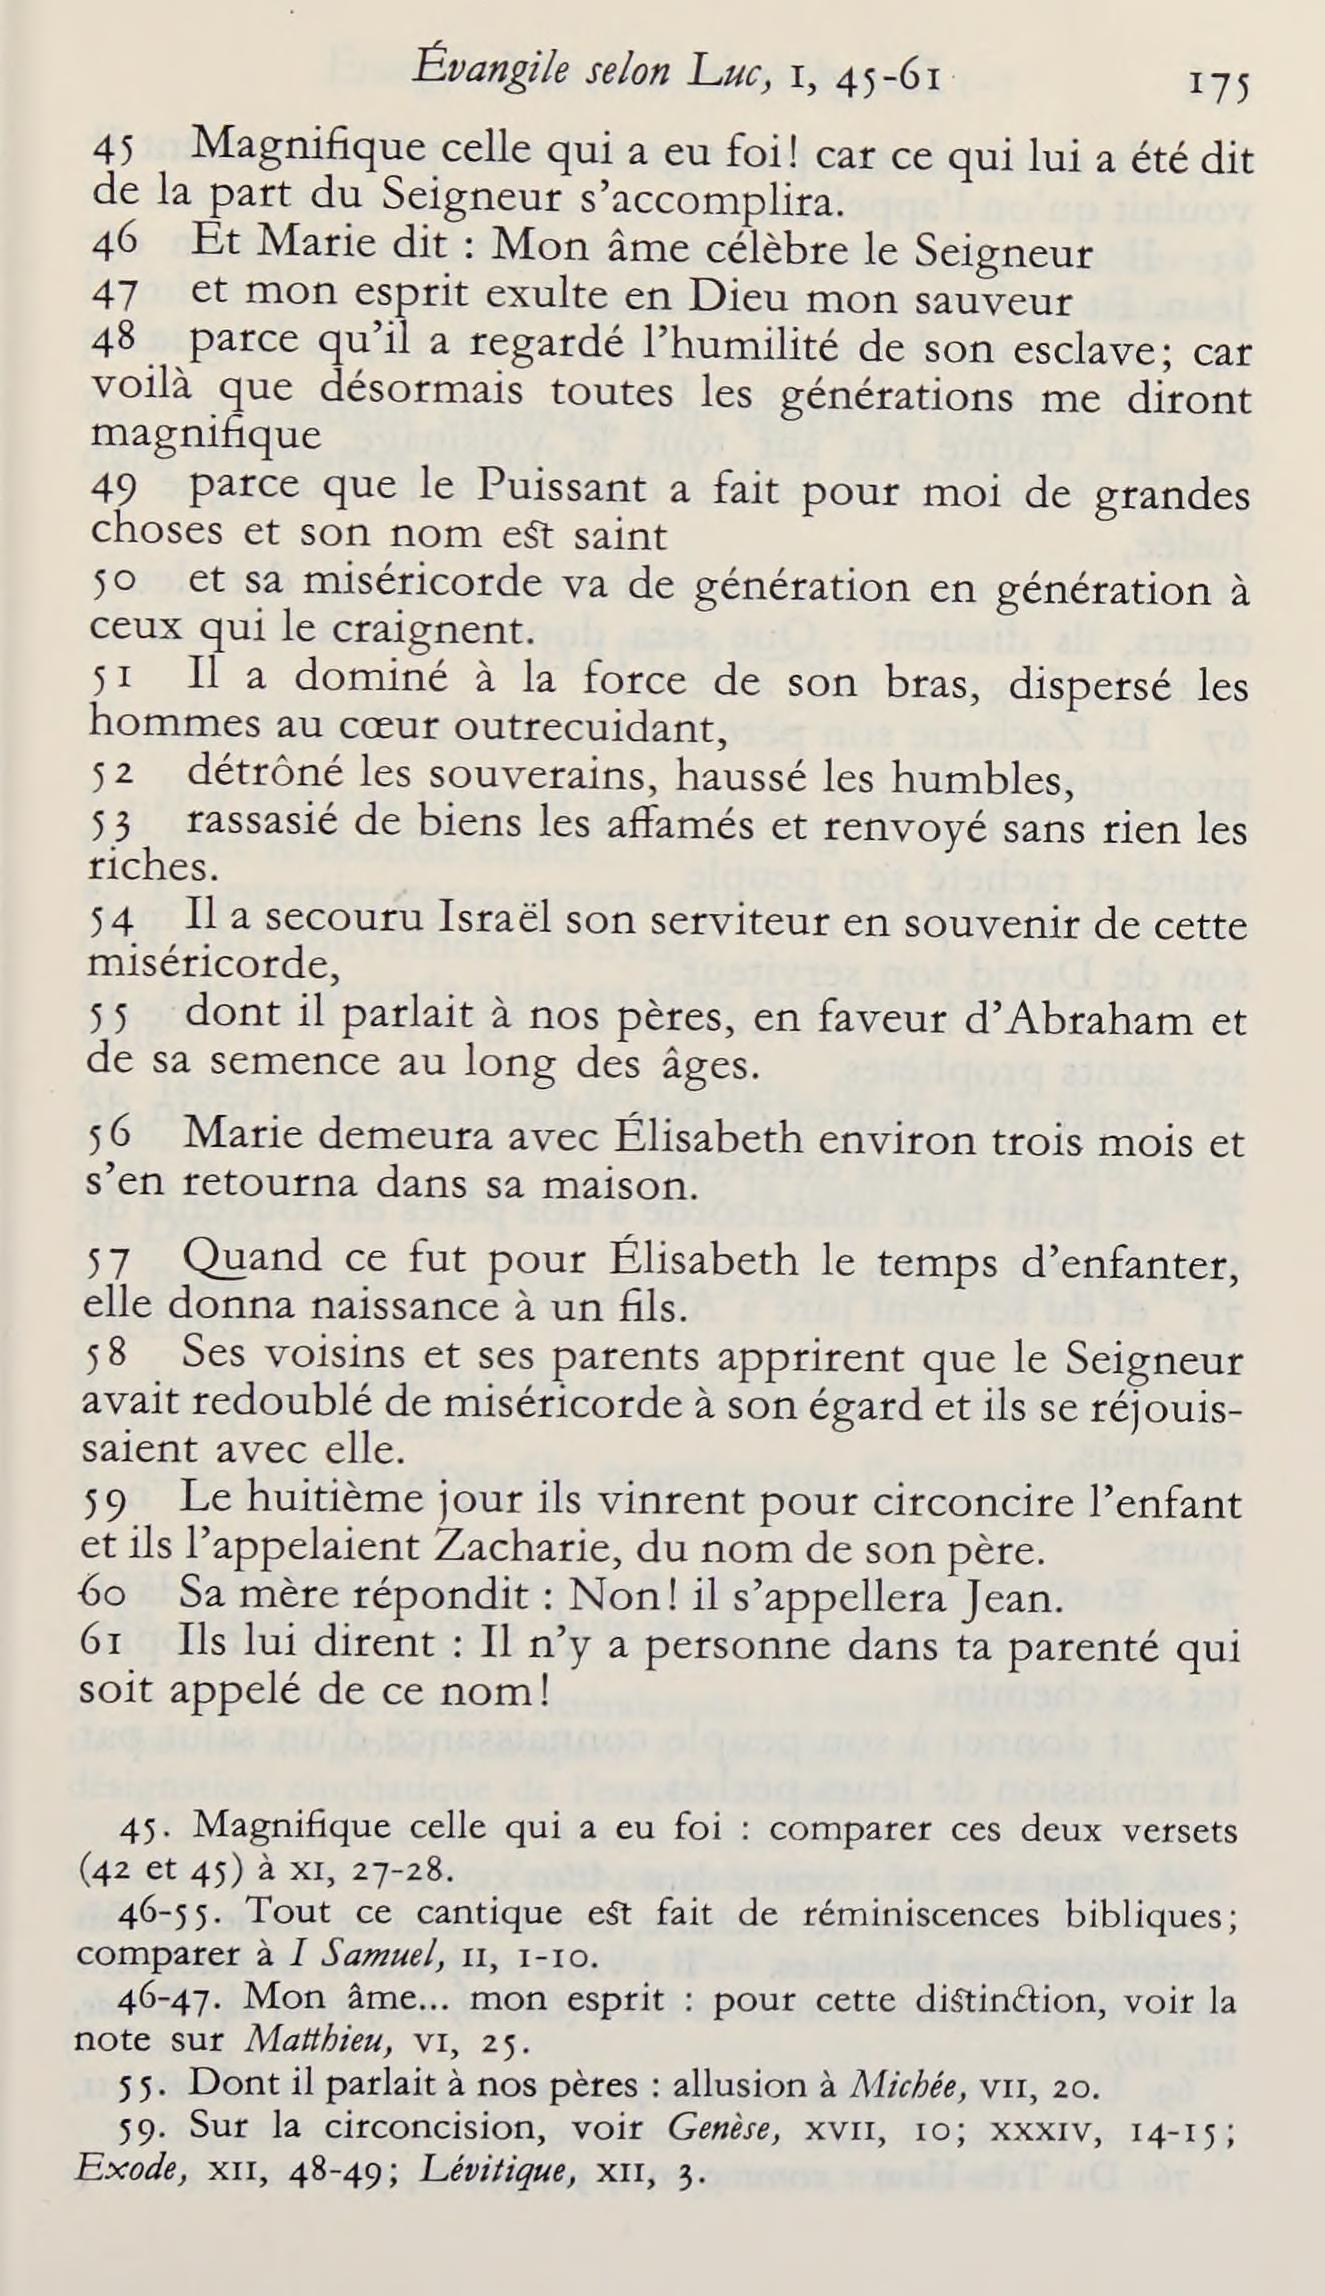 Évangile selon Luc, I, 45-61 175
45 Magnifique celle qui a eu foi! car ce qui lui a été dit
de la part du Seigneur s’accomplira.
46 Et Marie dit : Mon âme célèbre le Seigneur
47 et mon esprit exulte en Dieu mon sauveur
48 parce qu’il a regardé l’humilité de son esclave; car
voilà que désormais toutes les générations me diront
magnifique
49 parce que le Puissant a fait pour moi de grandes
choses et son nom est saint
50 et sa miséricorde va de génération en génération à
ceux qui le craignent.
51 Il a dominé à la force de son bras, dispersé les
hommes au cœur outrecuidant,
52 détrôné les souverains, haussé les humbles,
53 rassasié de biens les affamés et renvoyé sans rien les
riches.
54 Il a secouru Israël son serviteur en souvenir de cette
miséricorde,
55 dont il parlait à nos pères, en faveur d’Abraham et
de sa semence au long des âges.
56 Marie demeura avec Élisabeth environ trois mois et
s’en retourna dans sa maison.
57 Quand ce fut pour Élisabeth le temps d’enfanter,
elle donna naissance à un fils.
58 Ses voisins et ses parents apprirent que le Seigneur
avait redoublé de miséricorde à son égard et ils se réjouis-
saient avec elle.
59 Le huitième jour ils vinrent pour circoncire l’enfant
et ils l’appelaient Zacharie, du nom de son père.
60 Sa mère répondit : Non! il s’appellera Jean.
61 Ils lui dirent : Il n’y a personne dans ta parenté qui
soit appelé de ce nom!
45. Magnifique celle qui a eu foi : comparer ces deux versets
(42 et 45) à XI, 27-28.
46-55. Tout ce cantique est fait de réminiscences bibliques;
comparer à I Samuel, II, 1-10.
46-47. Mon âme... mon esprit : pour cette distinction, voir la
note sur Matthieu, VI, 25.
55. Dont il parlait à nos pères : allusion à Michée, VII, 20.
59. Sur la circoncision, voir Genèse, XVII, 10; XXXIV, 14-15;
Exode, XII, 48-49; Lévitique, XII, 3.